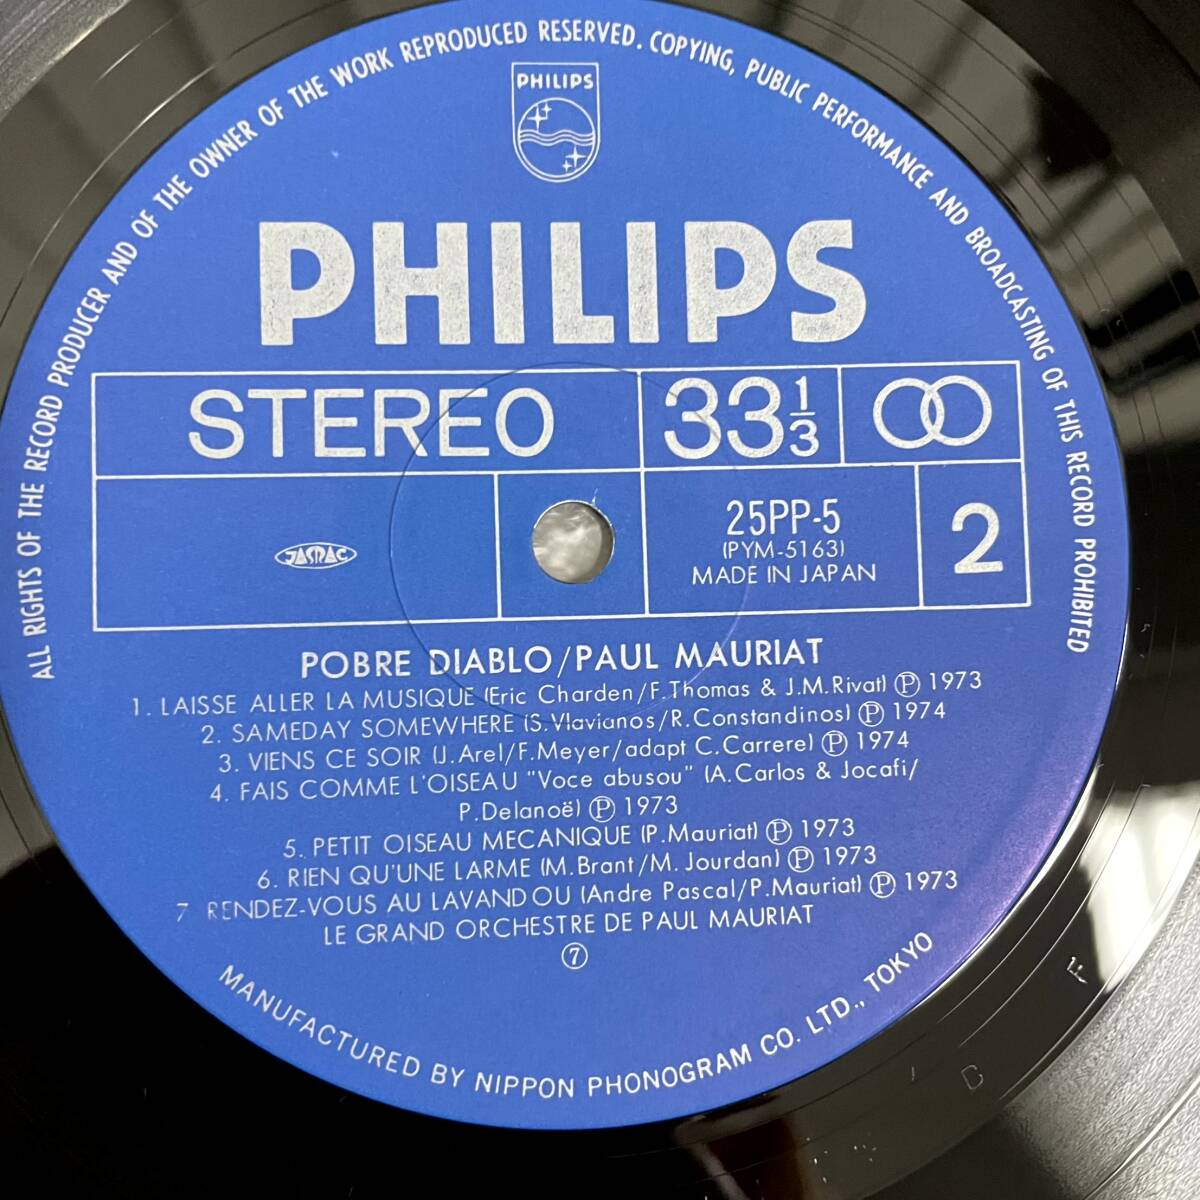 ALL RIGHTS OF THE RECORD PRODUCER AND OF THE OWNER OF THE WORK REPRODUCED RESERVED. COPYING, PUBLIC PERFORMANCE AND BROADCASTING OF THIS RECORD PROHIBITED
PHILIPS
PHILIPS
STEREO
33 1/3
JASRAC
25PP-5
(PYM-5163)
MADE IN JAPAN
2
POBRE DIABLO/PAUL MAURIAT
1. LAISSE ALLER LA MUSIQUE (Eric Charden/F.Thomas & J.M.Rivat) Ⓟ 1973
2. SAMEDAY SOMEWHERE (S.Vlavianos/R.Constandinos) Ⓟ 1974
3. VIENS CE SOIR (J.Arel/F.Meyer/adapt C.Carrere) Ⓟ 1974
4. FAIS COMME L'OISEAU "Voce abusou" (A.Carlos & Jocafi/
P.Delanoë) Ⓟ 1973
5. PETIT OISEAU MECANIQUE (P.Mauriat) Ⓟ 1973
6. RIEN QU'UNE LARME (M.Brant/M.Jourdan) Ⓟ 1973
7 RENDEZ-VOUS AU LAVANDOU (Andre Pascal/P.Mauriat) Ⓟ 1973
LE GRAND ORCHESTRE DE PAUL MAURIAT
⑦
MANUFACTURED BY NIPPON PHONOGRAM CO. LTD., TOKYO